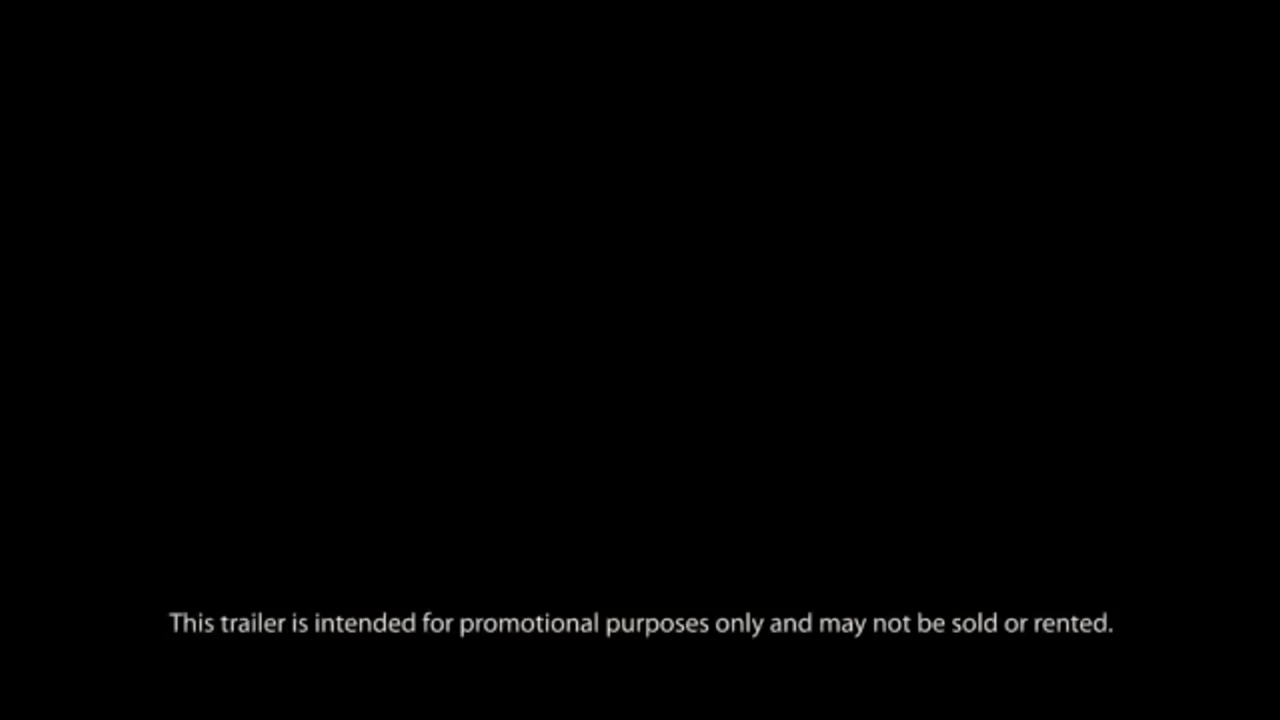 This trailer is intended for promotional purposes only and may not be sold or rented.